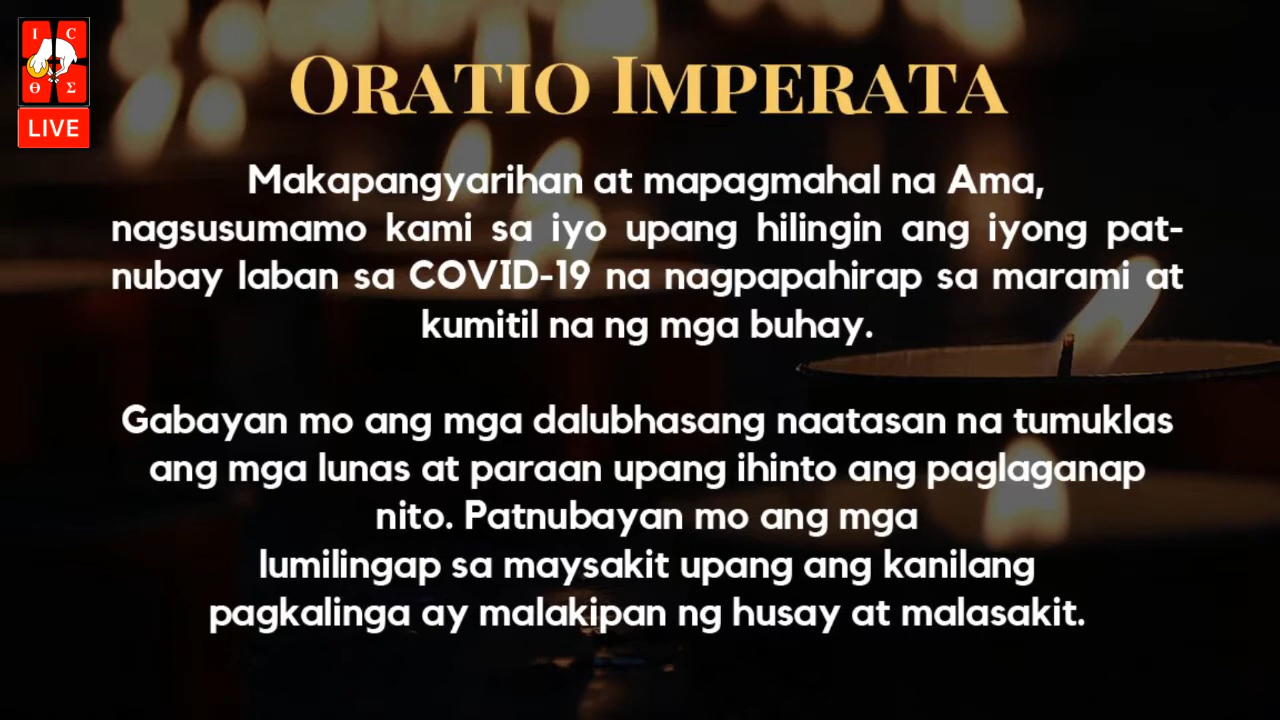 I C
Θ Σ
LIVE
ORATIO IMPERATA
Makapangyarihan at mapagmahal na Ama,
nagsusumamo kami sa iyo upang hilingin ang iyong pat-
nubay laban sa COVID-19 na nagpapahirap sa marami at
kumitil na ng mga buhay.
Gabayan mo ang mga dalubhasang naatasan na tumuklas
ang mga lunas at paraan upang ihinto ang paglaganap
nito. Patnubayan mo ang mga
lumilingap sa maysakit upang ang kanilang
pagkalinga ay malakipan ng husay at malasakit.